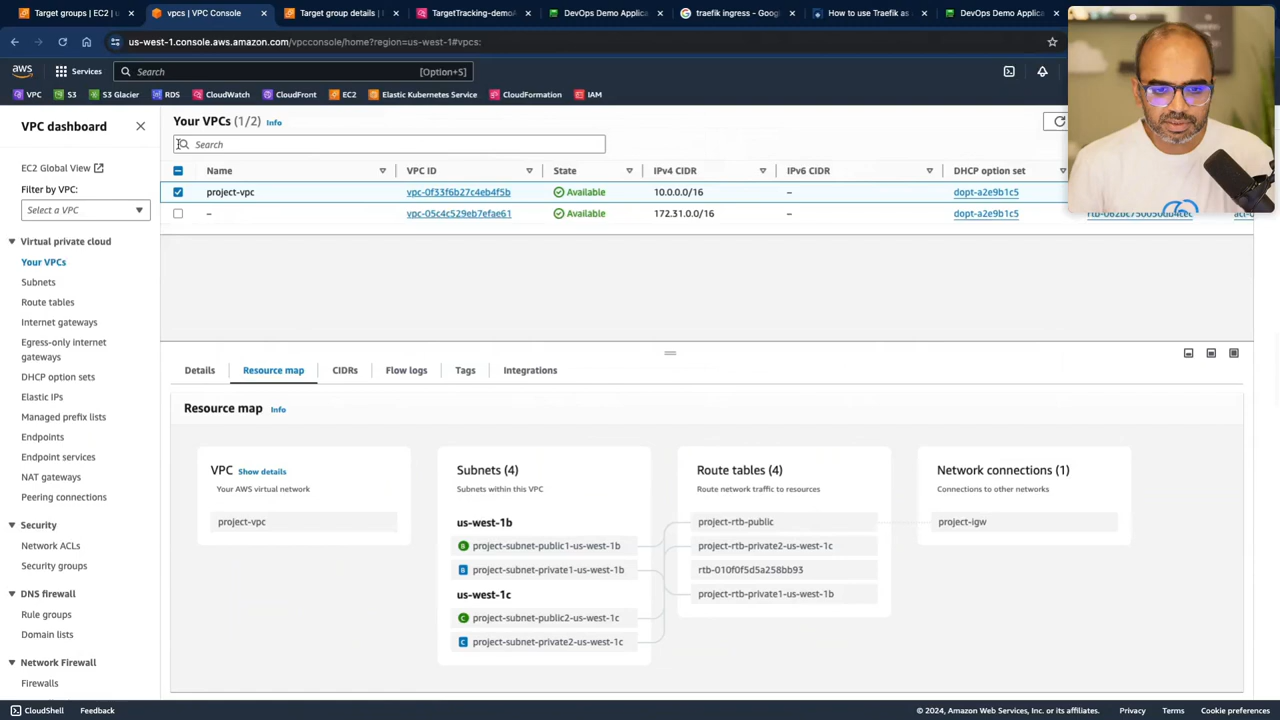 Target groups | EC2 | u
vpcs | VPC Console
Target group details | E
TargetTracking-demoA
DevOps Demo Applica
traefik ingress - Goog
How to use Traefik as
DevOps Demo Applic
us-west-1.console.aws.amazon.com/vpcconsole/home?region=us-west-1#vpcs:
aws
Services
Search
[Option+S]
VPC
S3
S3 Glacier
RDS
CloudWatch
CloudFront
EC2
Elastic Kubernetes Service
CloudFormation
IAM
VPC dashboard
EC2 Global View
Filter by VPC:
Select a VPC
Virtual private cloud
Your VPCs
Subnets
Route tables
Internet gateways
Egress-only internet
gateways
DHCP option sets
Elastic IPs
Managed prefix lists
Endpoints
Endpoint services
NAT gateways
Peering connections
Security
Network ACLs
Security groups
DNS firewall
Rule groups
Domain lists
Network Firewall
Firewalls
Your VPCs (1/2) Info
Search
Name VPC ID State IPv4 CIDR IPv6 CIDR DHCP option set
project-vpc vpc-0f33f6b27c4eb4f5b Available 10.0.0.0/16 – dopt-a2e9b1c5
– vpc-05c4c529eb7efae61 Available 172.31.0.0/16 – dopt-a2e9b1c5
Details Resource map CIDRs Flow logs Tags Integrations
Resource map Info
VPC Show details
Your AWS virtual network
project-vpc
Subnets (4)
Subnets within this VPC
us-west-1b
B project-subnet-public1-us-west-1b
B project-subnet-private1-us-west-1b
us-west-1c
C project-subnet-public2-us-west-1c
C project-subnet-private2-us-west-1c
Route tables (4)
Route network traffic to resources
project-rtb-public
project-rtb-private2-us-west-1c
rtb-010f0f5d5a258bb93
project-rtb-private1-us-west-1b
Network connections (1)
Connections to other networks
project-igw
CloudShell
Feedback
© 2024, Amazon Web Services, Inc. or its affiliates.
Privacy
Terms
Cookie preferences